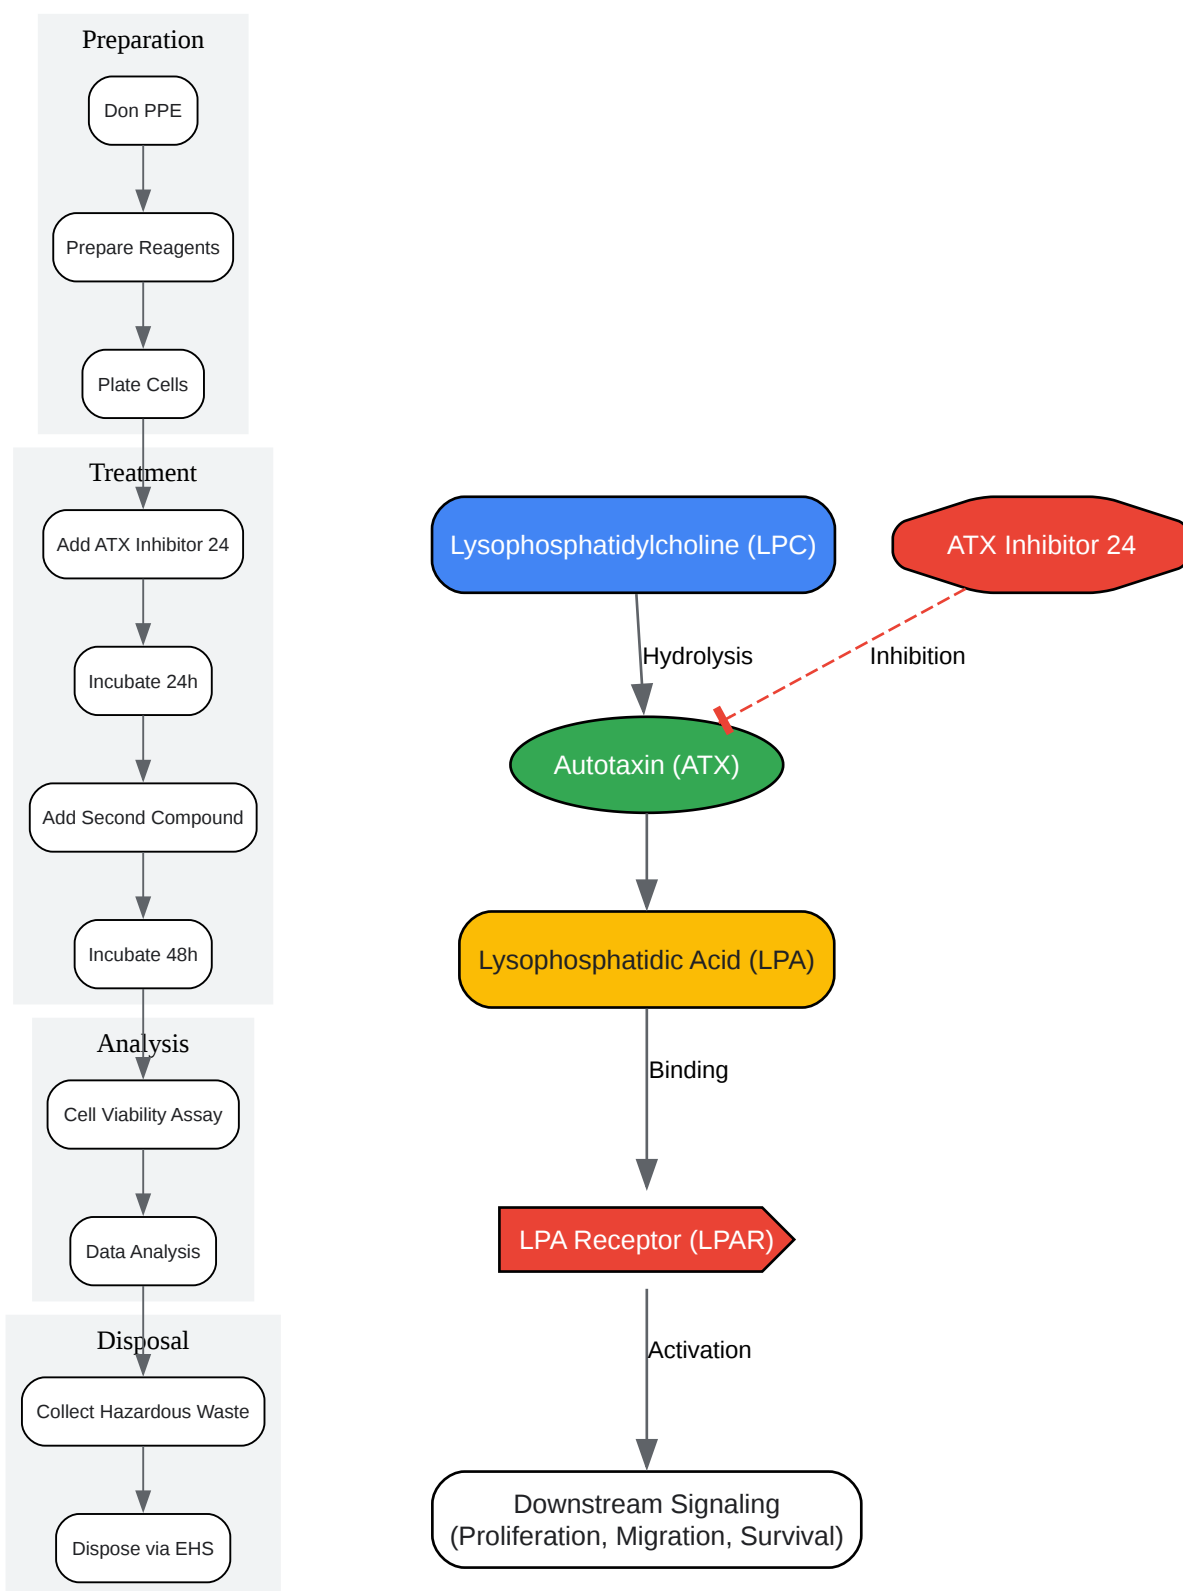 Preparation
Don PPE
Prepare Reagents
Plate Cells
Treatment
Add ATX Inhibitor 24
Incubate 24h
Add Second Compound
Incubate 48h
Analysis
Cell Viability Assay
Data Analysis
Disposal
Collect Hazardous Waste
Dispose via EHS
Lysophosphatidylcholine (LPC)
ATX Inhibitor 24
Hydrolysis
Inhibition
Autotaxin (ATX)
Lysophosphatidic Acid (LPA)
Binding
LPA Receptor (LPAR)
Activation
Downstream Signaling
(Proliferation, Migration, Survival)